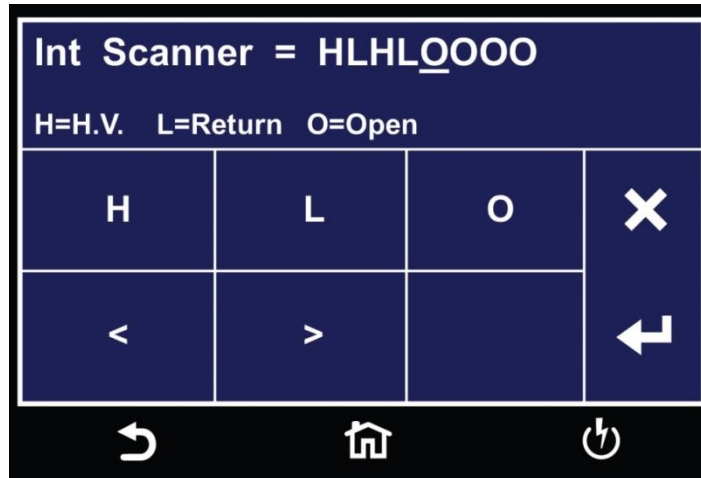 Int Scanner = HLHLOOOO
H=H.V. L=Return O=Open
H L O
< >